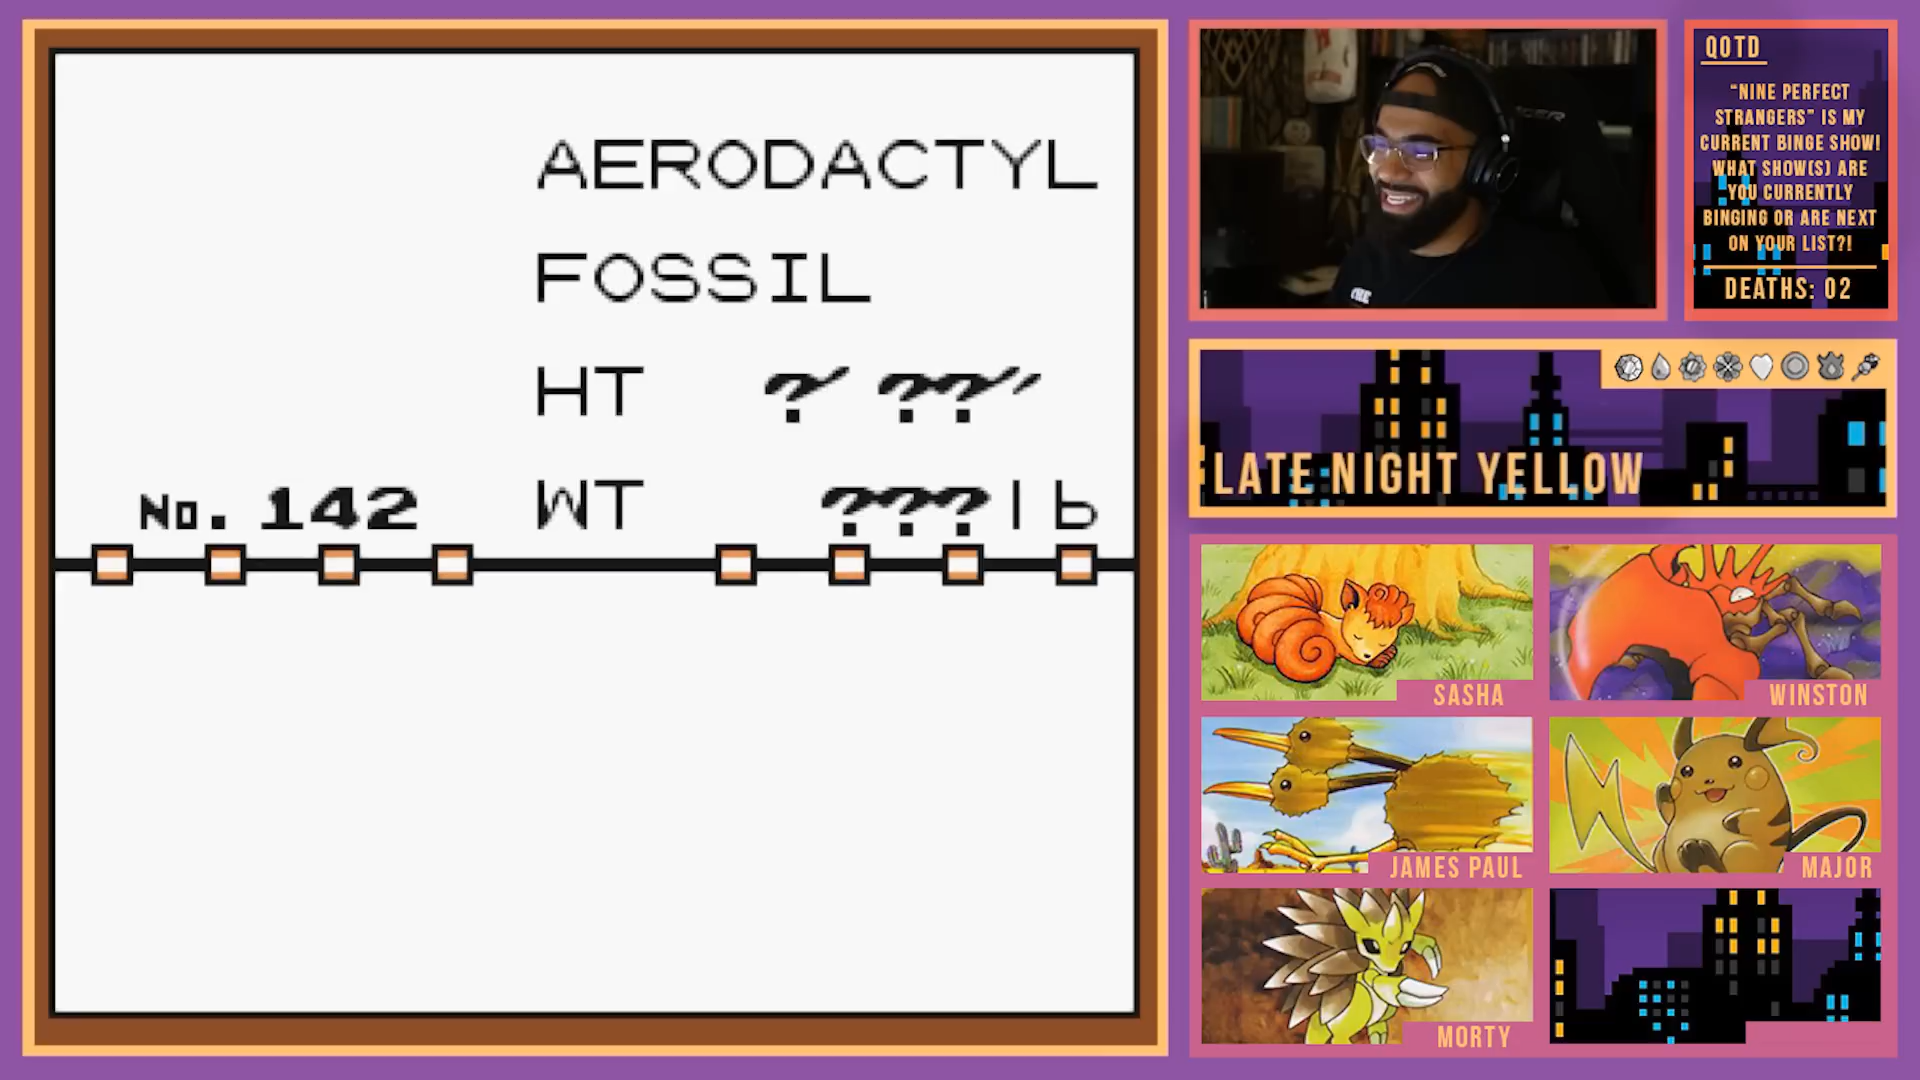 AERODACTYL
FOSSIL
HT ?′ ??″
No. 142
WT ???lb
QOTD
"NINE PERFECT
STRANGERS" IS MY
CURRENT BINGE SHOW!
WHAT SHOW(S) ARE
YOU CURRENTLY
BINGING OR ARE NEXT
ON YOUR LIST?!
DEATHS: 02
LATE NIGHT YELLOW
SASHA
WINSTON
JAMES PAUL
MAJOR
MORTY